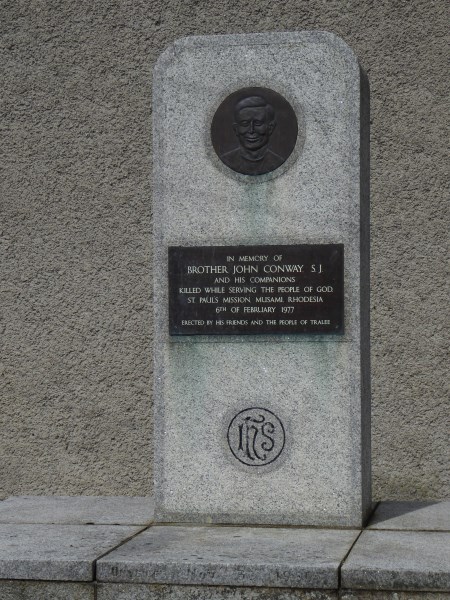 IN MEMORY OF
BROTHER JOHN CONWAY S J.
AND HIS COMPANIONS
KILLED WHILE SERVING THE PEOPLE OF GOD
ST PAULS MISSION MUSAMI RHODESIA
6TH OF FEBRUARY 1977
ERECTED BY HIS FRIENDS AND THE PEOPLE OF TRALEE
IHS